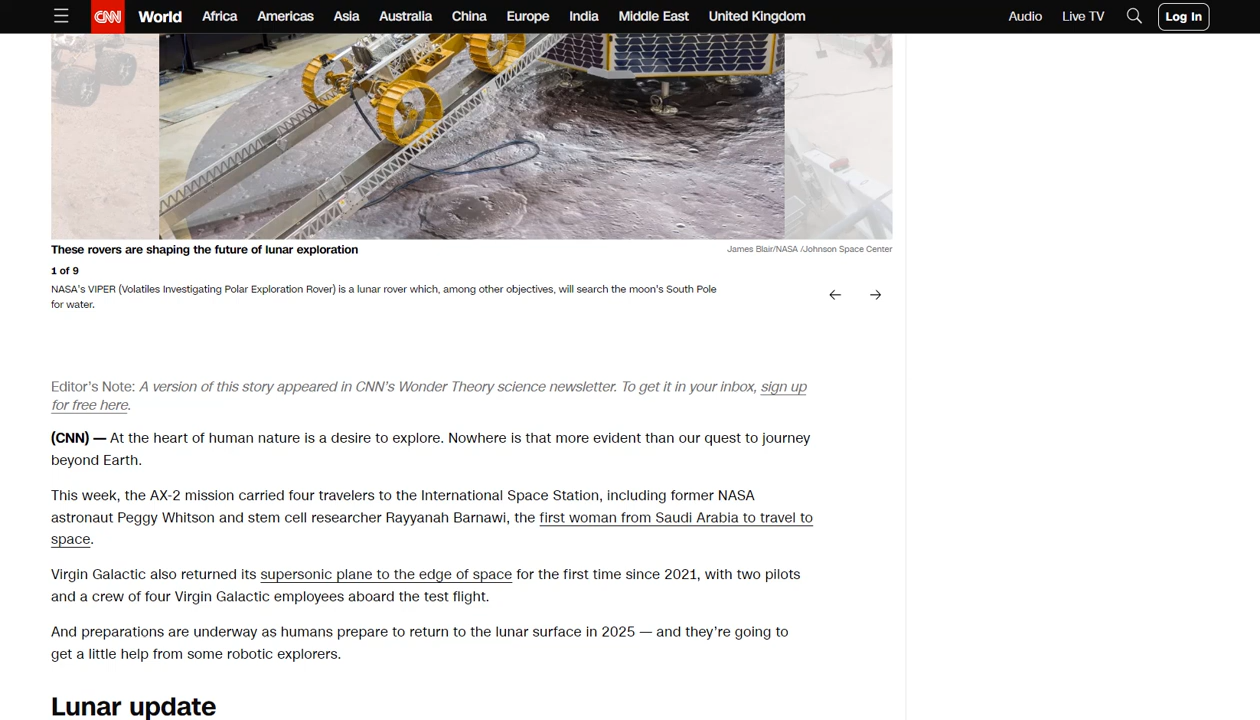 CNN World Africa Americas Asia Australia China Europe India Middle East United Kingdom Audio Live TV Log In
These rovers are shaping the future of lunar exploration
James Blair/NASA /Johnson Space Center
1 of 9
NASA's VIPER (Volatiles Investigating Polar Exploration Rover) is a lunar rover which, among other objectives, will search the moon's South Pole
for water.
Editor's Note: A version of this story appeared in CNN's Wonder Theory science newsletter. To get it in your inbox, sign up
for free here.
(CNN) — At the heart of human nature is a desire to explore. Nowhere is that more evident than our quest to journey
beyond Earth.
This week, the AX-2 mission carried four travelers to the International Space Station, including former NASA
astronaut Peggy Whitson and stem cell researcher Rayyanah Barnawi, the first woman from Saudi Arabia to travel to
space.
Virgin Galactic also returned its supersonic plane to the edge of space for the first time since 2021, with two pilots
and a crew of four Virgin Galactic employees aboard the test flight.
And preparations are underway as humans prepare to return to the lunar surface in 2025 — and they're going to
get a little help from some robotic explorers.
Lunar update